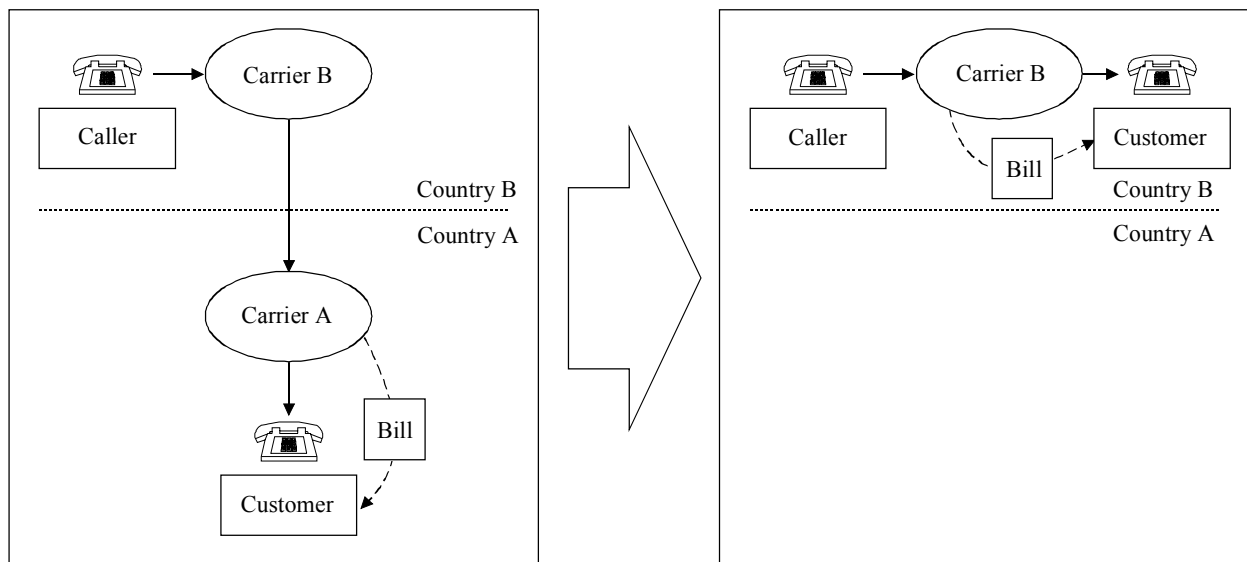 Carrier B
Caller
Country B
Country A
Carrier A
Bill
Customer
Carrier B
Caller
Customer
Bill
Country B
Country A